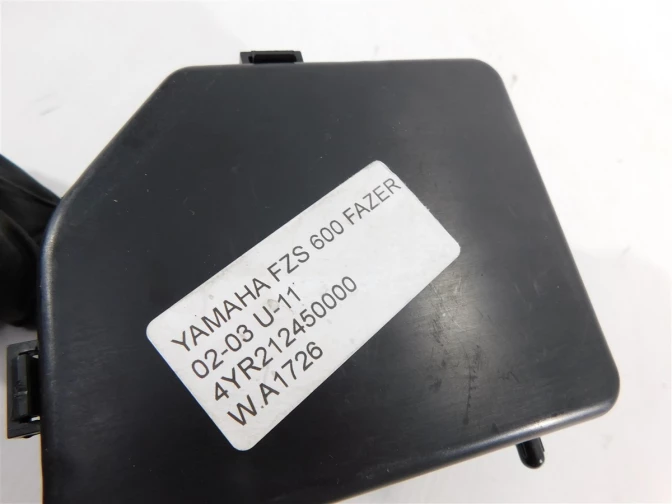 YAMAHA FZS 600 FAZER
02-03 U-11
4YR212450000
W.A1726